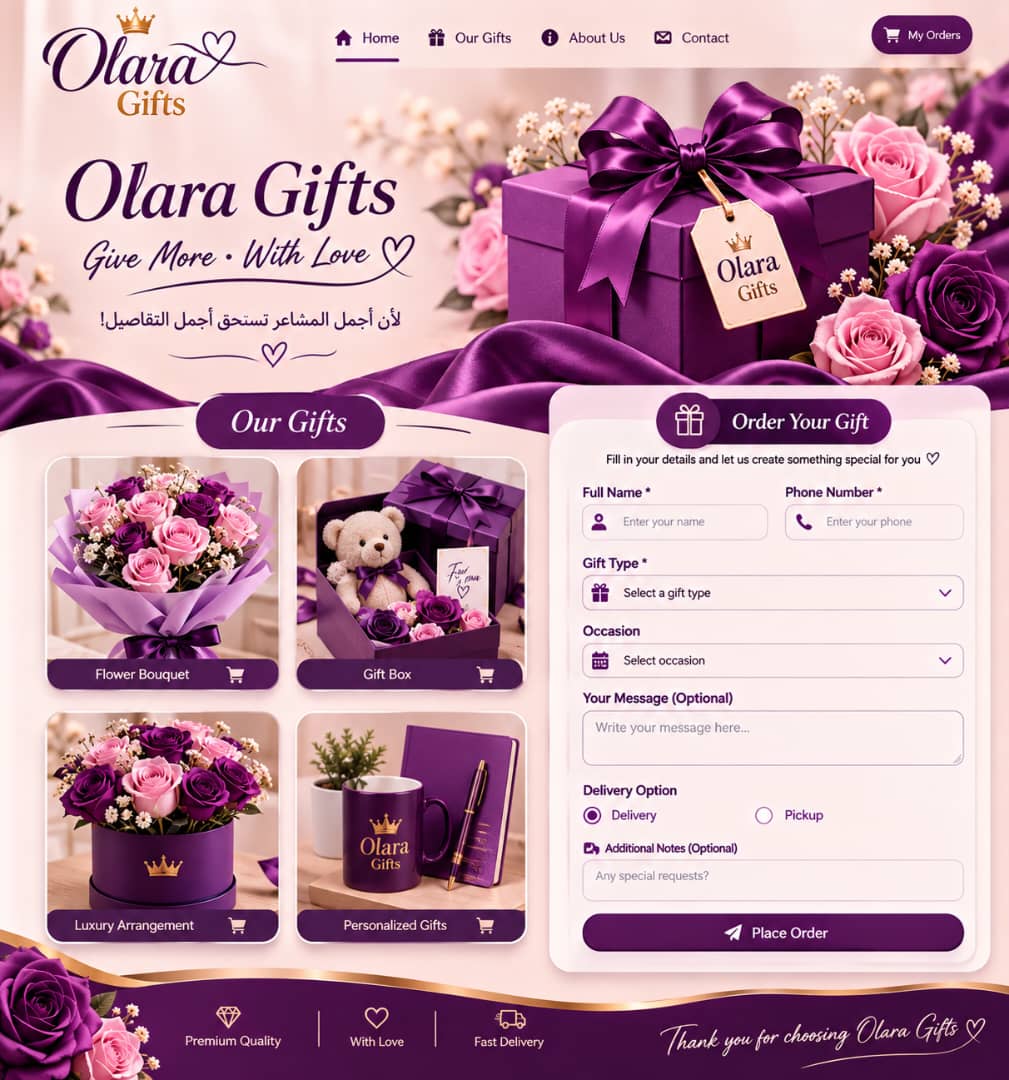 Olara
Gifts
Home
Our Gifts
About Us
Contact
My Orders
Olara Gifts
Give More • With Love
لأن أجمل المشاعر تستحق أجمل التفاصيل!
Olara
Gifts
Our Gifts
Flower Bouquet
Gift Box
Luxury Arrangement
Olara
Gifts
Personalized Gifts
Order Your Gift
Fill in your details and let us create something special for you
Full Name *
Phone Number *
Enter your name
Enter your phone
Gift Type *
Select a gift type
Occasion
Select occasion
Your Message (Optional)
Write your message here...
Delivery Option
Delivery
Pickup
Additional Notes (Optional)
Any special requests?
Place Order
Premium Quality
With Love
Fast Delivery
Thank you for choosing Olara Gifts